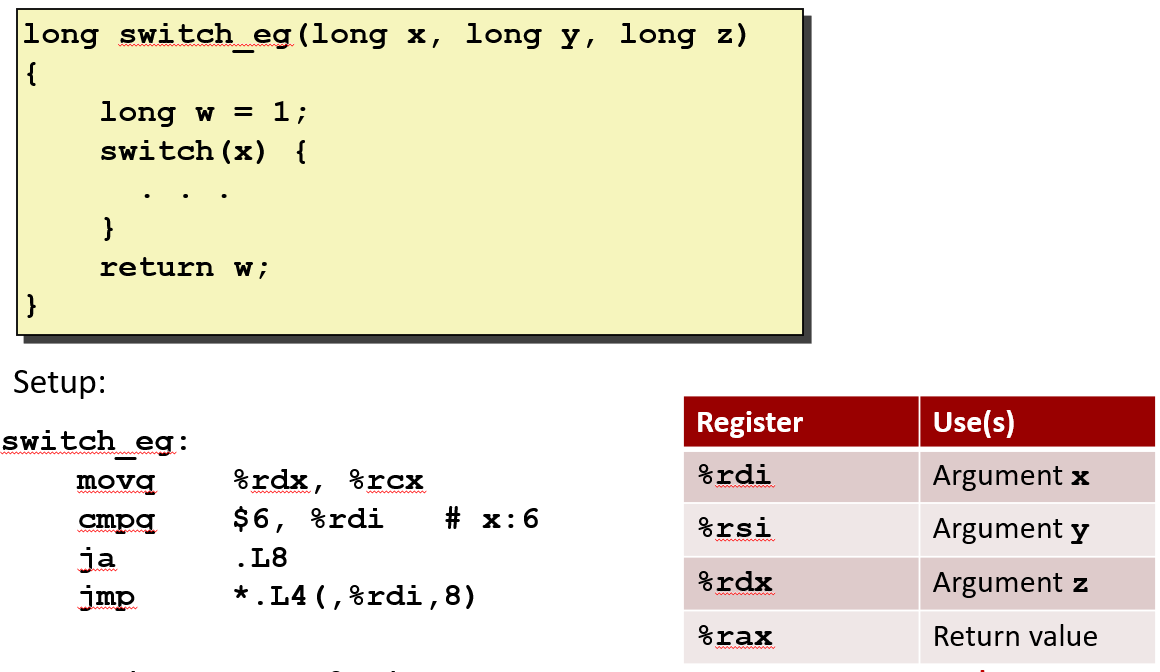 long switch_eg(long x, long y, long z)
{
    long w = 1;
    switch(x) {
      . . .
    }
    return w;
}
Setup:
switch_eg:
    movq    %rdx, %rcx
    cmpq    $6, %rdi   # x:6
    ja      .L8
    jmp     *.L4(,%rdi,8)
Register Use(s)
%rdi Argument x
%rsi Argument y
%rdx Argument z
%rax Return value